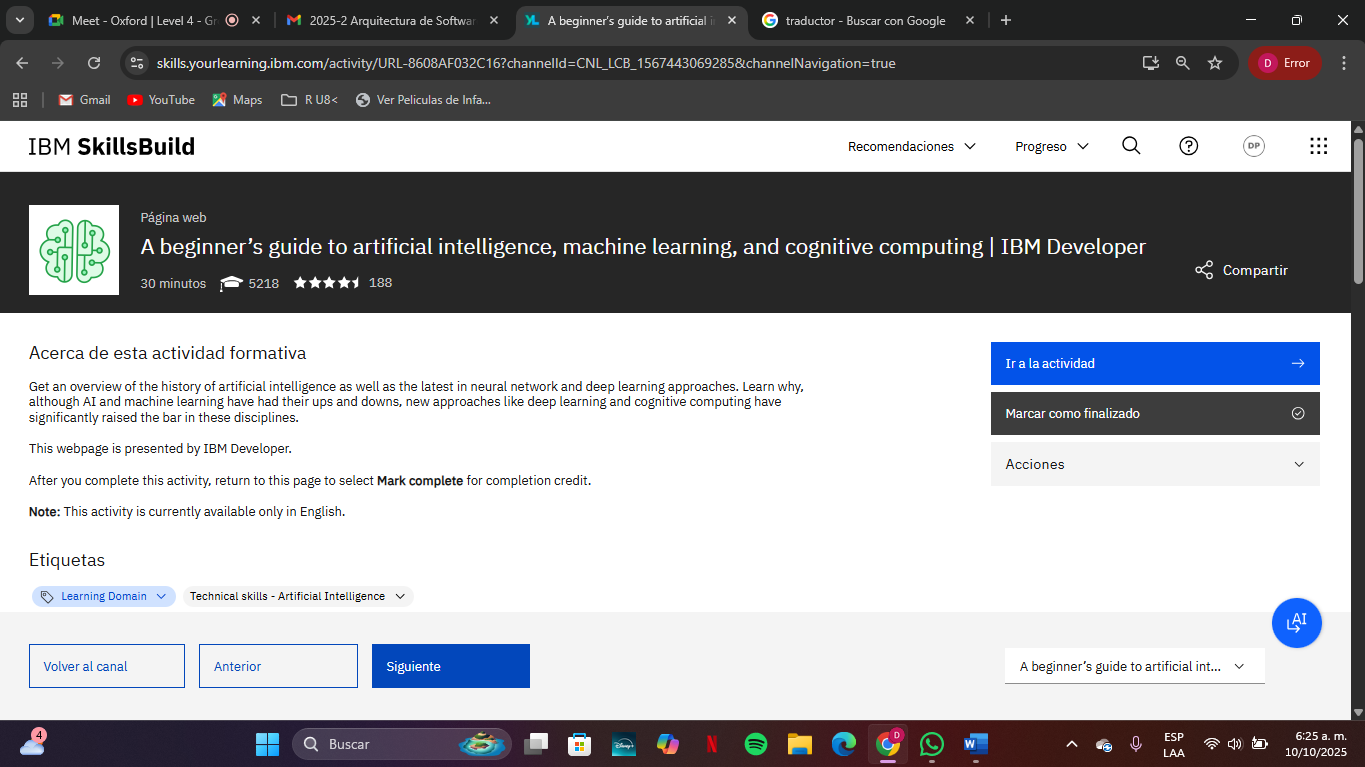 Meet - Oxford | Level 4 - Gr
2025-2 Arquitectura de Softwar
A beginner's guide to artificial i
traductor - Buscar con Google
skills.yourlearning.ibm.com/activity/URL-8608AF032C16?channelId=CNL_LCB_1567443069285&channelNavigation=true
D Error
Gmail
YouTube
Maps
R U8<
Ver Peliculas de Infa...
IBM SkillsBuild
Recomendaciones
Progreso
DP
Página web
A beginner's guide to artificial intelligence, machine learning, and cognitive computing | IBM Developer
30 minutos
5218
188
Compartir
Acerca de esta actividad formativa
Get an overview of the history of artificial intelligence as well as the latest in neural network and deep learning approaches. Learn why,
although AI and machine learning have had their ups and downs, new approaches like deep learning and cognitive computing have
significantly raised the bar in these disciplines.
This webpage is presented by IBM Developer.
After you complete this activity, return to this page to select Mark complete for completion credit.
Note: This activity is currently available only in English.
Ir a la actividad
Marcar como finalizado
Acciones
Etiquetas
Learning Domain
Technical skills - Artificial Intelligence
AI
Volver al canal
Anterior
Siguiente
A beginner's guide to artificial int...
4
Buscar
Disney+
N
D
W
ESP
LAA
6:25 a. m.
10/10/2025